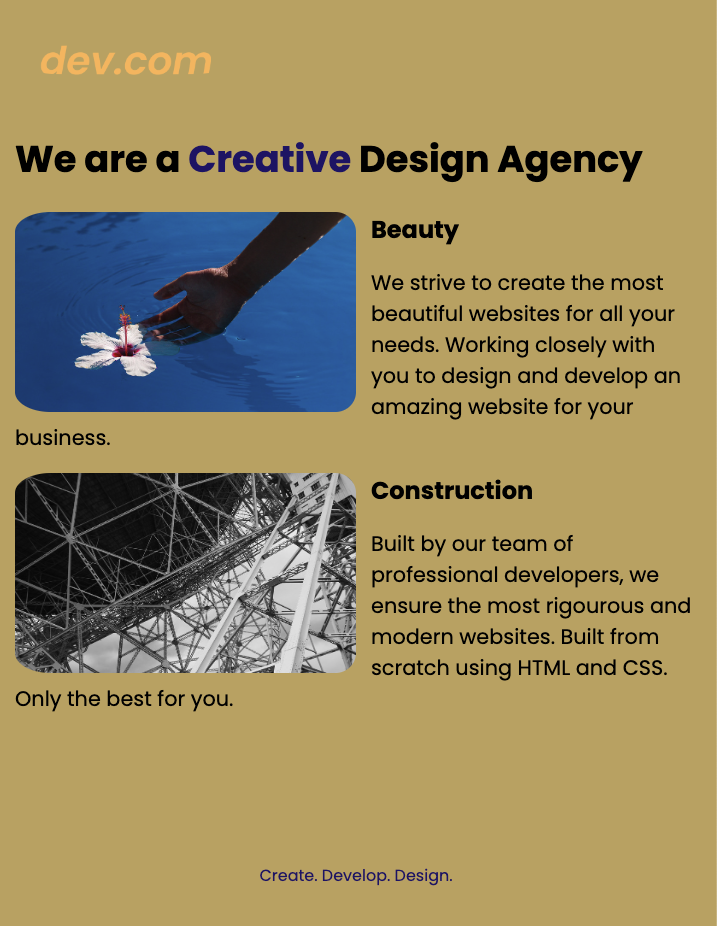 dev.com
We are a Creative Design Agency
Beauty
We strive to create the most
beautiful websites for all your
needs. Working closely with
you to design and develop an
amazing website for your
business.
Construction
Built by our team of
professional developers, we
ensure the most rigourous and
modern websites. Built from
scratch using HTML and CSS.
Only the best for you.
Create. Develop. Design.